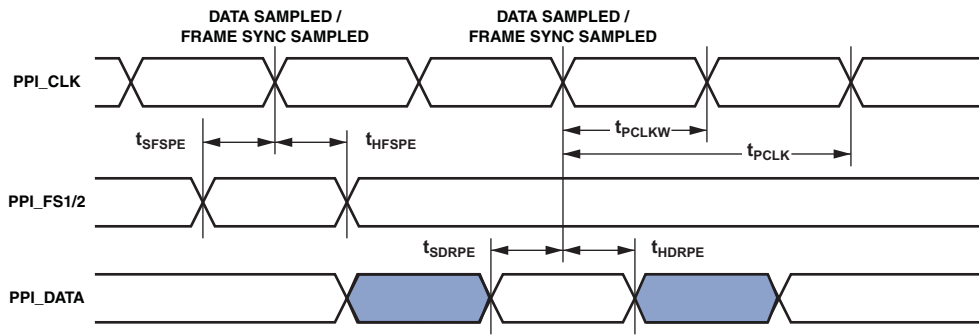 DATA SAMPLED /
FRAME SYNC SAMPLED
DATA SAMPLED /
FRAME SYNC SAMPLED
PPI_CLK
tSFSPE
tHFSPE
tPCLKW
tPCLK
PPI_FS1/2
tSDRPE
tHDRPE
PPI_DATA